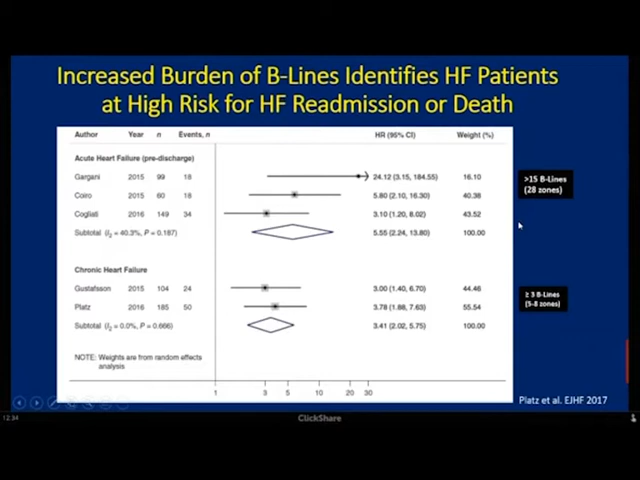 Increased Burden of B-Lines Identifies HF Patients
at High Risk for HF Readmission or Death
Author Year n Events, n HR (95% CI) Weight (%)
Acute Heart Failure (pre-discharge)
Gargani 2015 99 18 24.12 (3.15, 184.55) 16.10
Coiro 2015 60 18 5.80 (2.10, 16.30) 40.38
Cogliati 2016 149 34 3.10 (1.20, 8.02) 43.52
Subtotal (I2 = 40.3%, P = 0.187) 5.55 (2.24, 13.80) 100.00
>15 B-Lines
(28 zones)
Chronic Heart Failure
Gustafsson 2015 104 24 3.00 (1.40, 6.70) 44.46
Platz 2016 185 50 3.78 (1.88, 7.63) 55.54
Subtotal (I2 = 0.0%, P = 0.666) 3.41 (2.02, 5.75) 100.00
≥ 3 B-Lines
(5-8 zones)
NOTE: Weights are from random effects
analysis
1 3 5 10 20 30
Platz et al. EJHF 2017
12:34
ClickShare